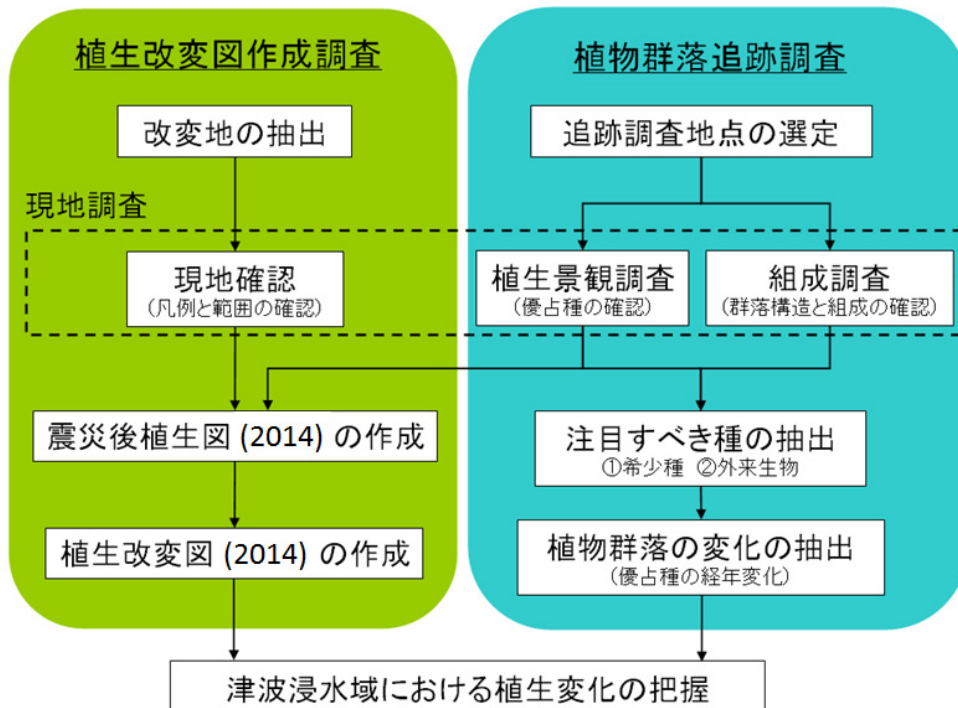 植生改変図作成調査
改変地の抽出
現地調査
現地確認
(凡例と範囲の確認)
震災後植生図 (2014) の作成
植生改変図 (2014) の作成
植物群落追跡調査
追跡調査地点の選定
植生景観調査
(優占種の確認)
組成調査
(群落構造と組成の確認)
注目すべき種の抽出
①希少種 ②外来生物
植物群落の変化の抽出
(優占種の経年変化)
津波浸水域における植生変化の把握